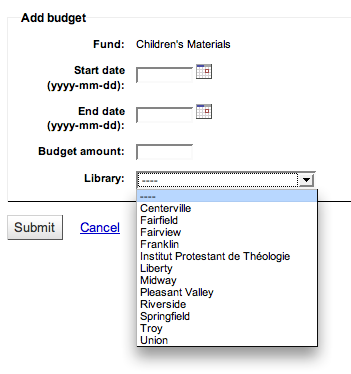 Add budget
Fund: Children's Materials
Start date
(yyyy-mm-dd):
End date
(yyyy-mm-dd):
Budget amount:
Library: ----
----
Centerville
Fairfield
Fairview
Franklin
Institut Protestant de Théologie
Liberty
Midway
Pleasant Valley
Riverside
Springfield
Troy
Union
Submit Cancel